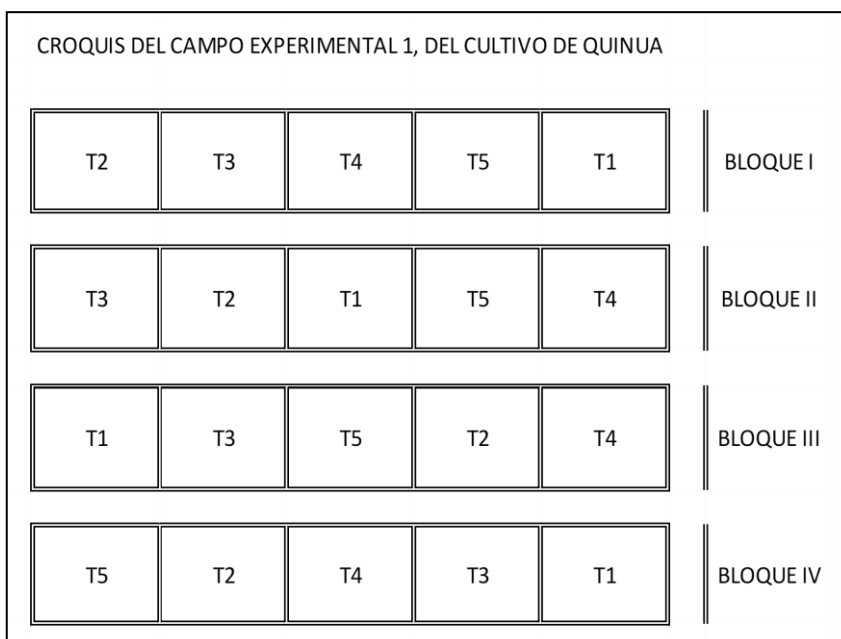 CROQUIS DEL CAMPO EXPERIMENTAL 1, DEL CULTIVO DE QUINUA
T2 T3 T4 T5 T1 BLOQUE I
T3 T2 T1 T5 T4 BLOQUE II
T1 T3 T5 T2 T4 BLOQUE III
T5 T2 T4 T3 T1 BLOQUE IV